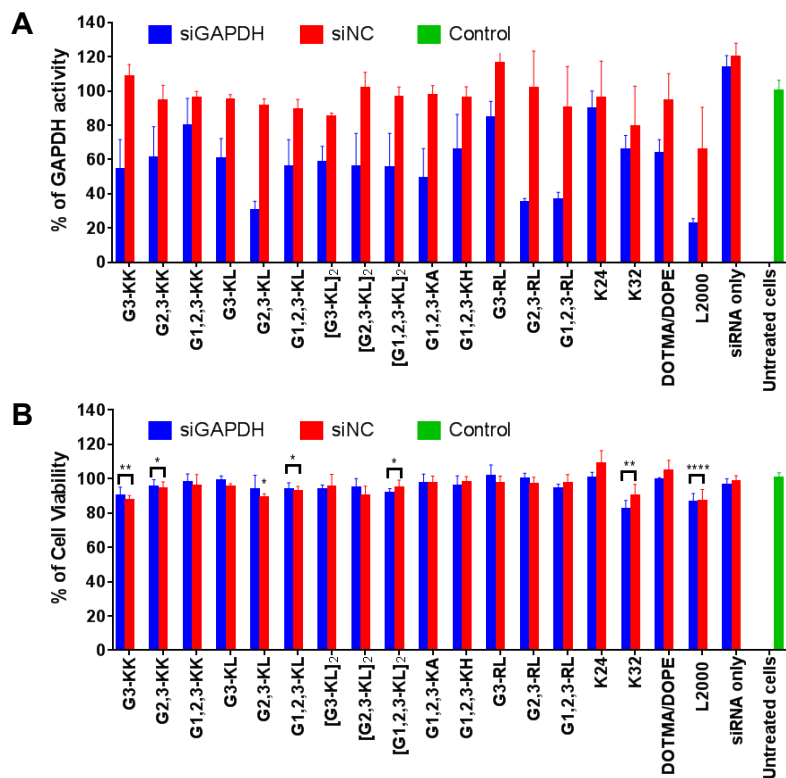 A
siGAPDH siNC Control
% of GAPDH activity
140
120
100
80
60
40
20
0
G3-KK
G2,3-KK
G1,2,3-KK
G3-KL
G2,3-KL
G1,2,3-KL
[G3-KL]2
[G2,3-KL]2
[G1,2,3-KL]2
G1,2,3-KA
G1,2,3-KH
G3-RL
G2,3-RL
G1,2,3-RL
K24
K32
DOTMA/DOPE
L2000
siRNA only
Untreated cells
B
siGAPDH siNC Control
% of Cell Viability
140
120
100
80
60
40
20
0
** * * * * ** ****
G3-KK
G2,3-KK
G1,2,3-KK
G3-KL
G2,3-KL
G1,2,3-KL
[G3-KL]2
[G2,3-KL]2
[G1,2,3-KL]2
G1,2,3-KA
G1,2,3-KH
G3-RL
G2,3-RL
G1,2,3-RL
K24
K32
DOTMA/DOPE
L2000
siRNA only
Untreated cells